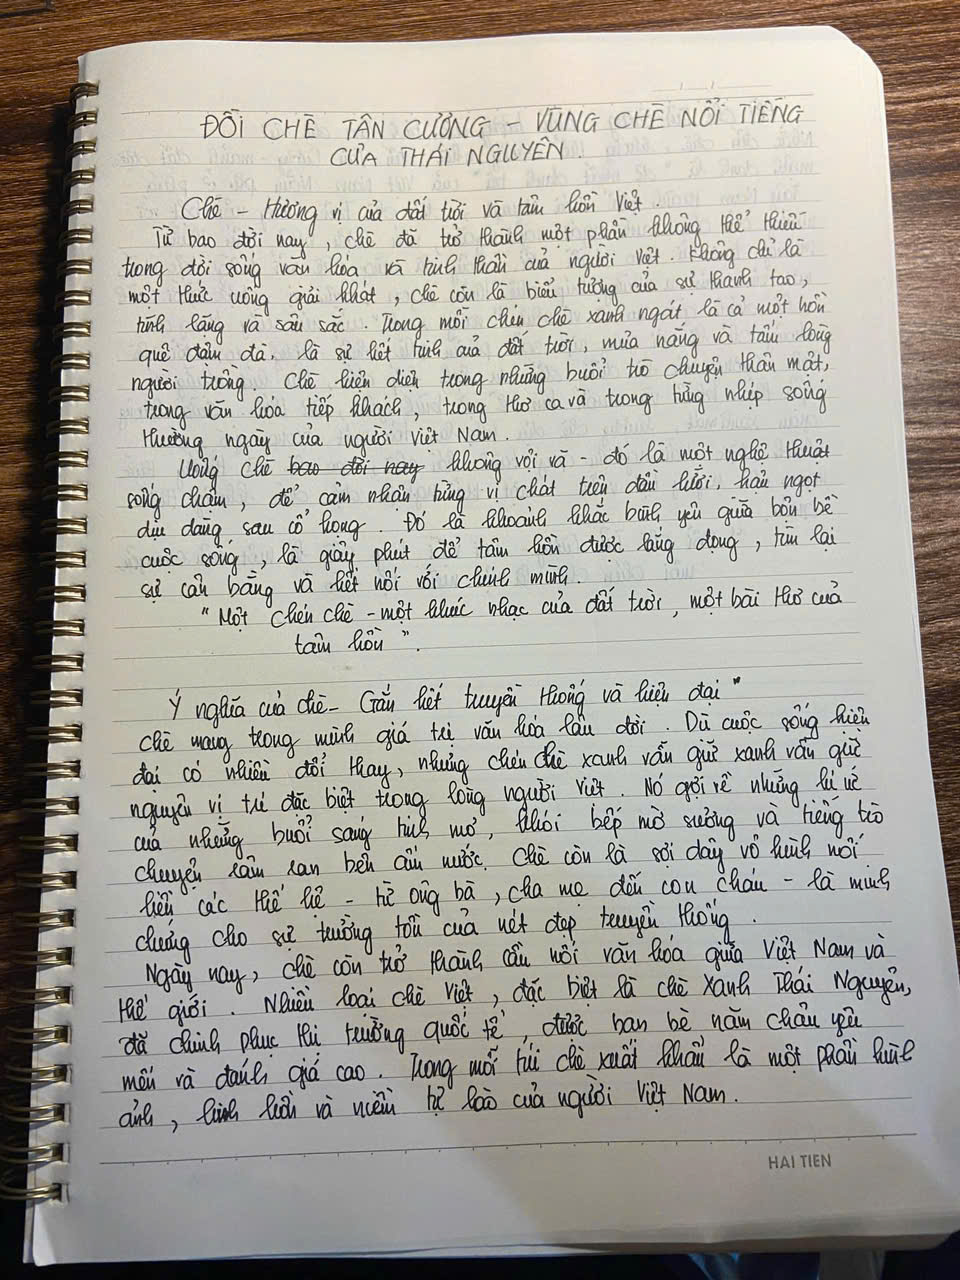 ĐỒI CHÈ TÂN CƯƠNG – VÙNG CHÈ NỔI TIẾNG
CỦA THÁI NGUYÊN.
Chè – Hương vị của đất trời và tâm hồn Việt.
Từ bao đời nay, chè đã trở thành một phần không thể thiếu
trong đời sống văn hóa và tinh thần của người Việt. Không chỉ là
một thức uống giải khát, chè còn là biểu tượng của sự thanh tao,
tĩnh lặng và sâu sắc. Trong mỗi chén chè xanh ngát là cả một hồn
quê đậm đà, là sự kết tinh của đất trời, mưa nắng và tấm lòng
người trồng. Chè hiện diện trong những buổi trò chuyện thân mật,
trong văn hóa tiếp khách, trong thơ ca và trong từng nhịp sống
thường ngày của người Việt Nam.
Uống chè bao đời nay không vội vã – đó là một nghệ thuật
sống chậm, để cảm nhận từng vị chát trên đầu lưỡi, hậu ngọt
dịu dàng sau cổ họng. Đó là khoảnh khắc bình yên giữa bộn bề
cuộc sống, là giây phút để tâm hồn được lắng đọng, tìm lại
sự cân bằng và kết nối với chính mình.
"Một chén chè – một khúc nhạc của đất trời, một bài thơ của
tâm hồn".
Ý nghĩa của chè – Gắn kết truyền thống và hiện đại"
Chè mang trong mình giá trị văn hóa lâu đời. Dù cuộc sống hiện
đại có nhiều đổi thay, nhưng chén chè xanh vẫn giữ xanh vẫn giữ
nguyên vị trí đặc biệt trong lòng người Việt. Nó gợi về những kí ức
của những buổi sáng tinh mơ, khói bếp mờ sương và tiếng trò
chuyện râm ran bên ấm nước. Chè còn là sợi dây vô hình nối
liền các thế hệ – từ ông bà, cha mẹ đến con cháu – là minh
chứng cho sự trường tồn của nét đẹp truyền thống.
Ngày nay, chè còn trở thành cầu nối văn hóa giữa Việt Nam và
thế giới. Nhiều loại chè Việt, đặc biệt là chè xanh Thái Nguyên,
đã chinh phục thị trường quốc tế, được bạn bè năm châu yêu
mến và đánh giá cao. Trong mỗi túi chè xuất khẩu là một phần hình
ảnh, linh hồn và niềm tự hào của người Việt Nam.
HẢI TIẾN